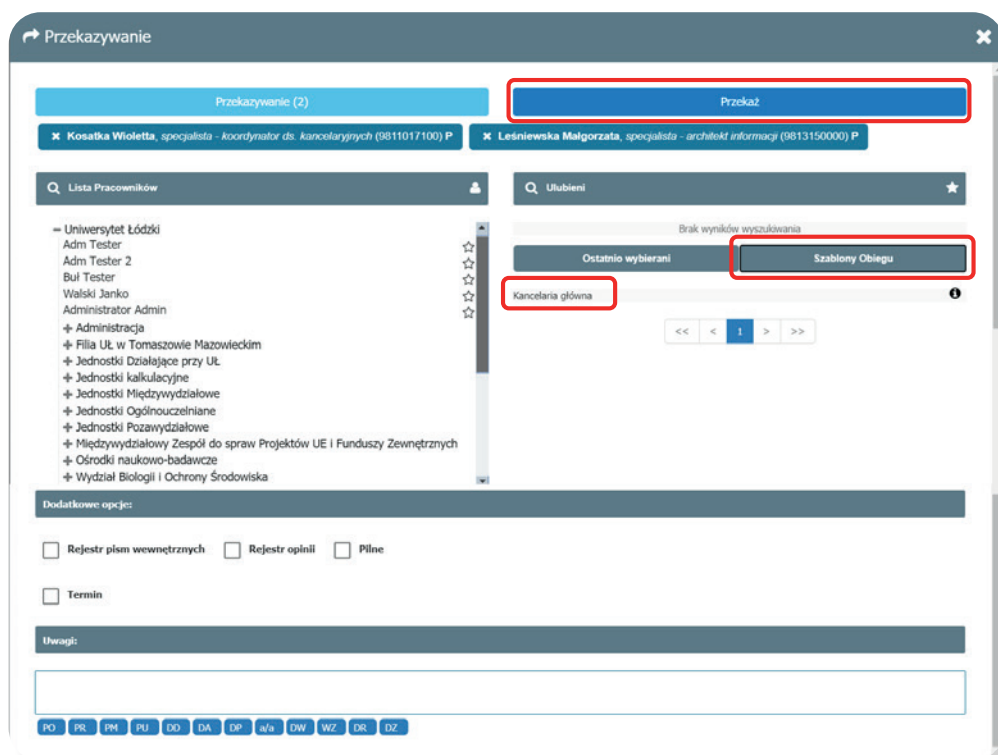 Przekazywanie
Przekazywanie (2)
Przekaż
Kosatka Wioletta, specjalista - koordynator ds. kancelaryjnych (9811017100) P
Leśniewska Małgorzata, specjalista - architekt informacji (9813150000) P
Lista Pracowników
Uniwersytet Łódzki
Adm Tester
Adm Tester 2
Buł Tester
Walski Janko
Administrator Admin
Administracja
Filia UŁ w Tomaszowie Mazowieckim
Jednostki Działające przy UŁ
Jednostki kalkulacyjne
Jednostki Międzywydziałowe
Jednostki Ogólnouczelniane
Jednostki Pozawydziałowe
Międzywydziałowy Zespół do spraw Projektów UE i Funduszy Zewnętrznych
Ośrodki naukowo-badawcze
Wydział Biologii i Ochrony Środowiska
Ulubieni
Brak wyników wyszukiwania
Ostatnio wybierani
Szablony Obiegu
Kancelaria główna
<< < 1 > >>
Dodatkowe opcje:
Rejestr pism wewnętrznych Rejestr opinii Pilne
Termin
Uwagi:
PO PR PM PU DD DA DP a/a DW WZ DR DZ